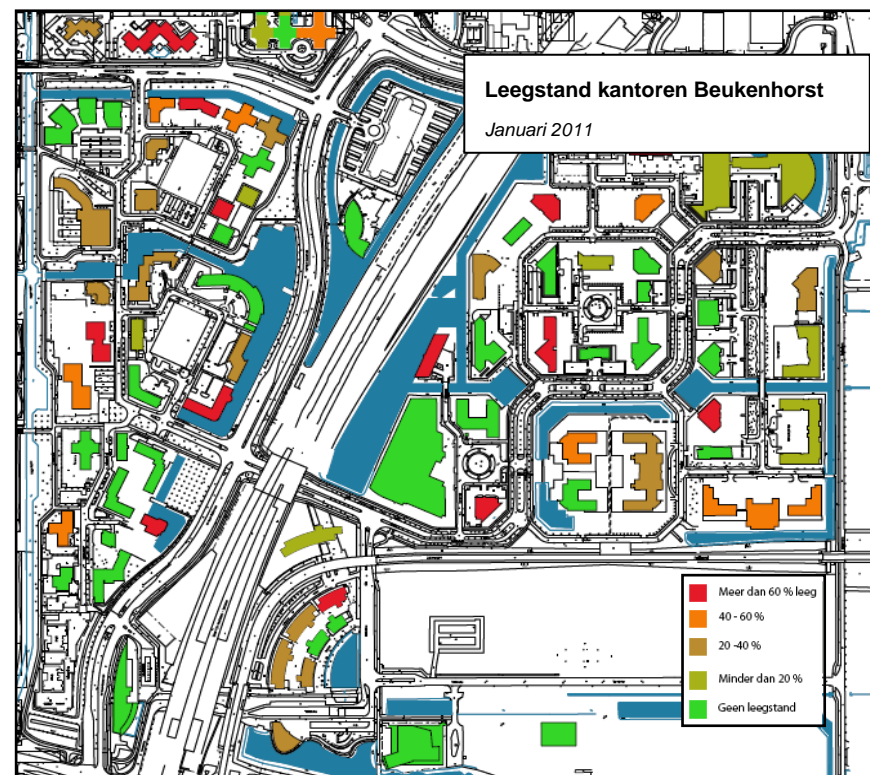 Leegstand kantoren Beukenhorst
Januari 2011
Meer dan 60 % leeg
40 - 60 %
20 -40 %
Minder dan 20 %
Geen leegstand